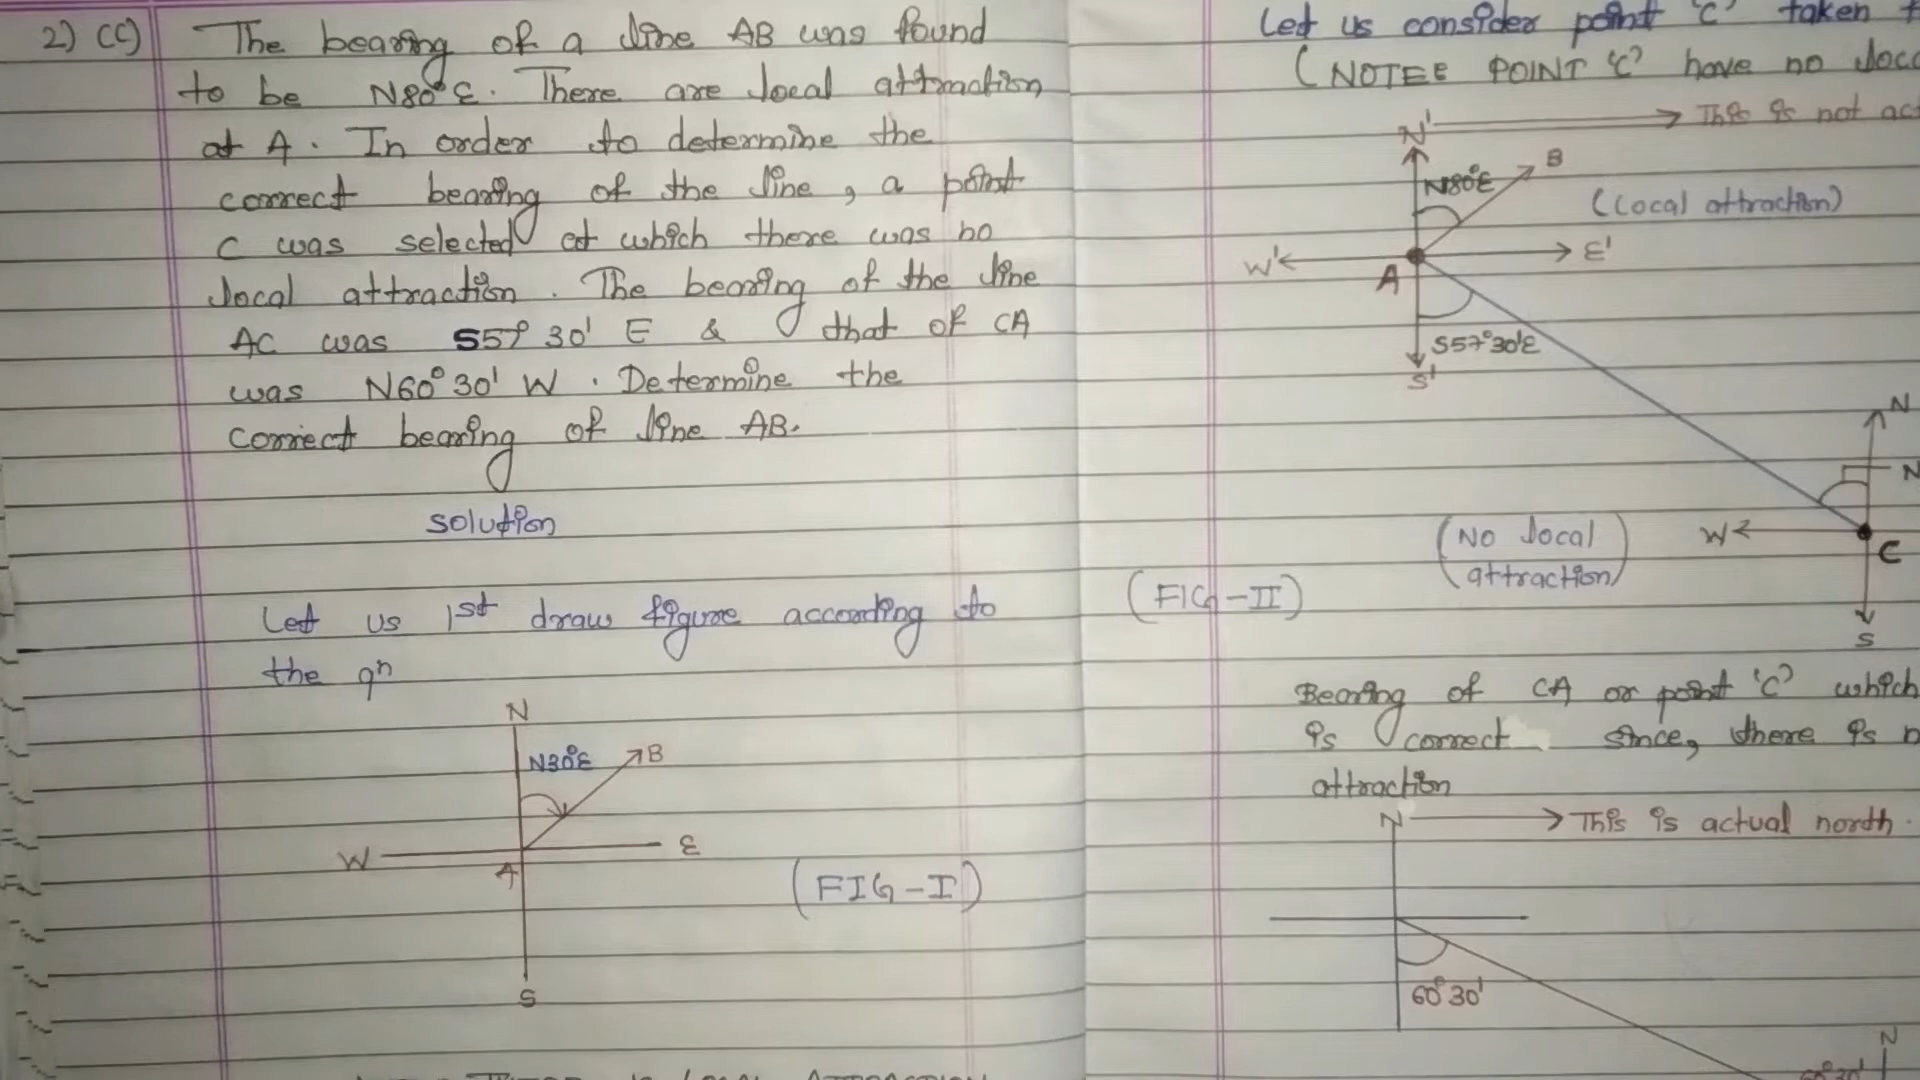 2) (C) The bearing of a line AB was found
to be N80°E. There are local attraction
at A. In order to determine the
correct bearing of the line, a point
C was selected at which there was no
local attraction. The bearing of the line
AC was S57° 30' E & that of CA
was N60° 30' W. Determine the
correct bearing of line AB.
solution
Let us 1st draw figure according to
the qn
N
N30°E
B
W
E
A
(FIG-I)
S
Let us consider point 'C' taken
(NOTE: POINT 'C' have no
N' → This is not
B
N80°E
(Local attraction)
W'
E'
A
S57°30'E
S'
N
(No local
attraction)
W
C
(FIG-II)
S
Bearing of CA or point 'C' which
is correct since, there is
attraction
N → This is actual north.
60° 30'
N